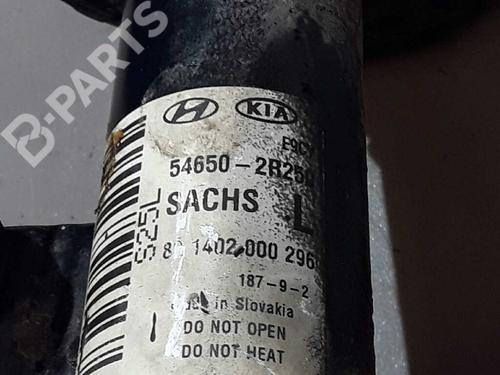 B-PARTS
KIA
54650-2R250
SACHS L
S25L
1402 000 296
187-9-2
in Slovakia
DO NOT OPEN
DO NOT HEAT